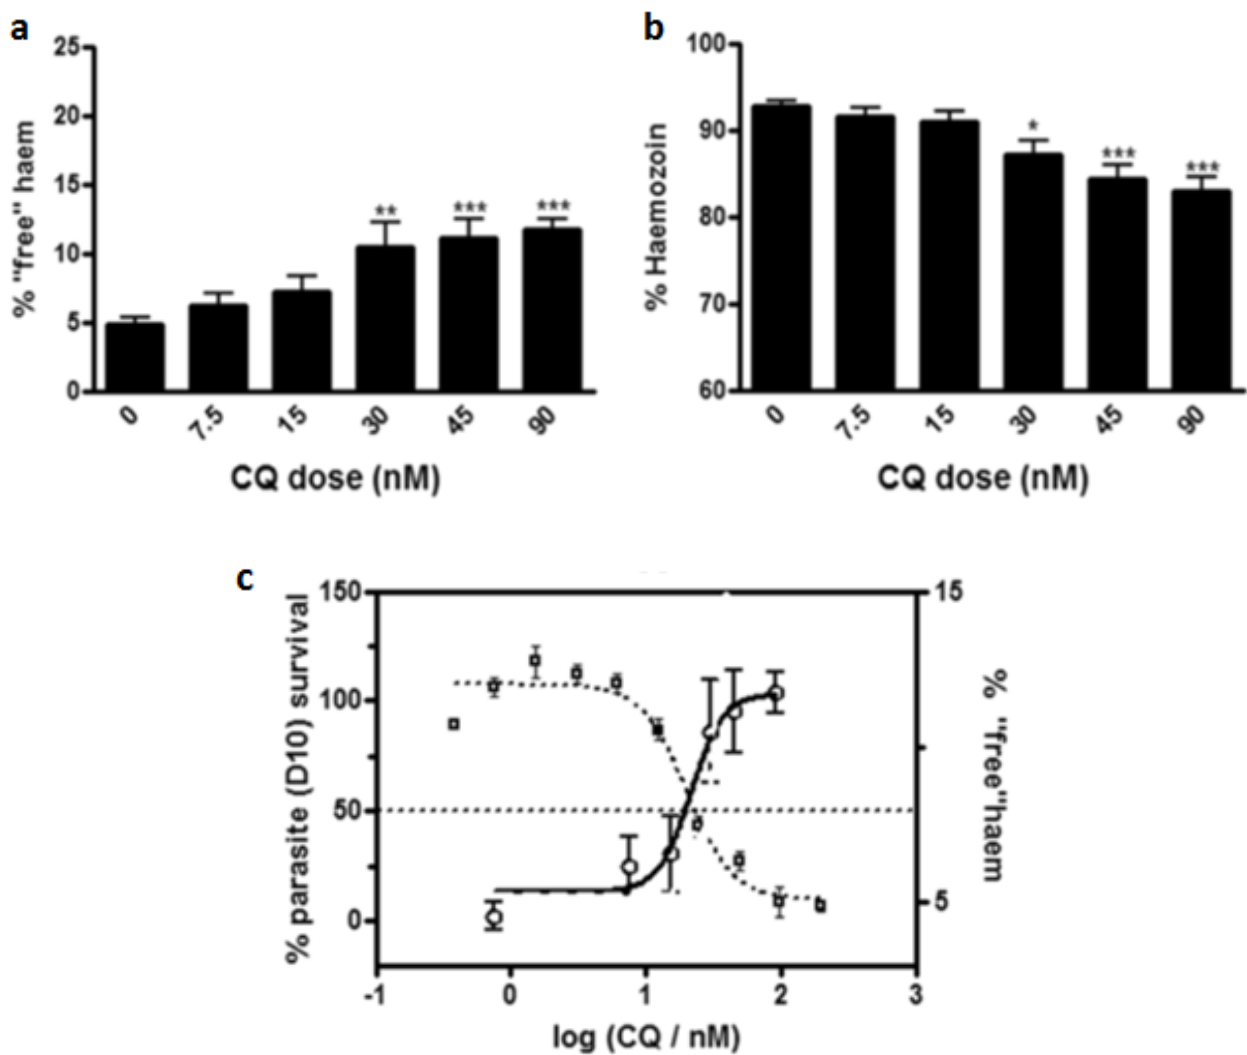 a
25
20
15
10
5
0
% "free" haem
** *** ***
0 7.5 15 30 45 90
CQ dose (nM)
b
100
90
80
70
60
% Haemozoin
* *** ***
0 7.5 15 30 45 90
CQ dose (nM)
c
150
100
50
0
% parasite (D10) survival
15
5
% "free"haem
-1 0 1 2 3
log (CQ / nM)